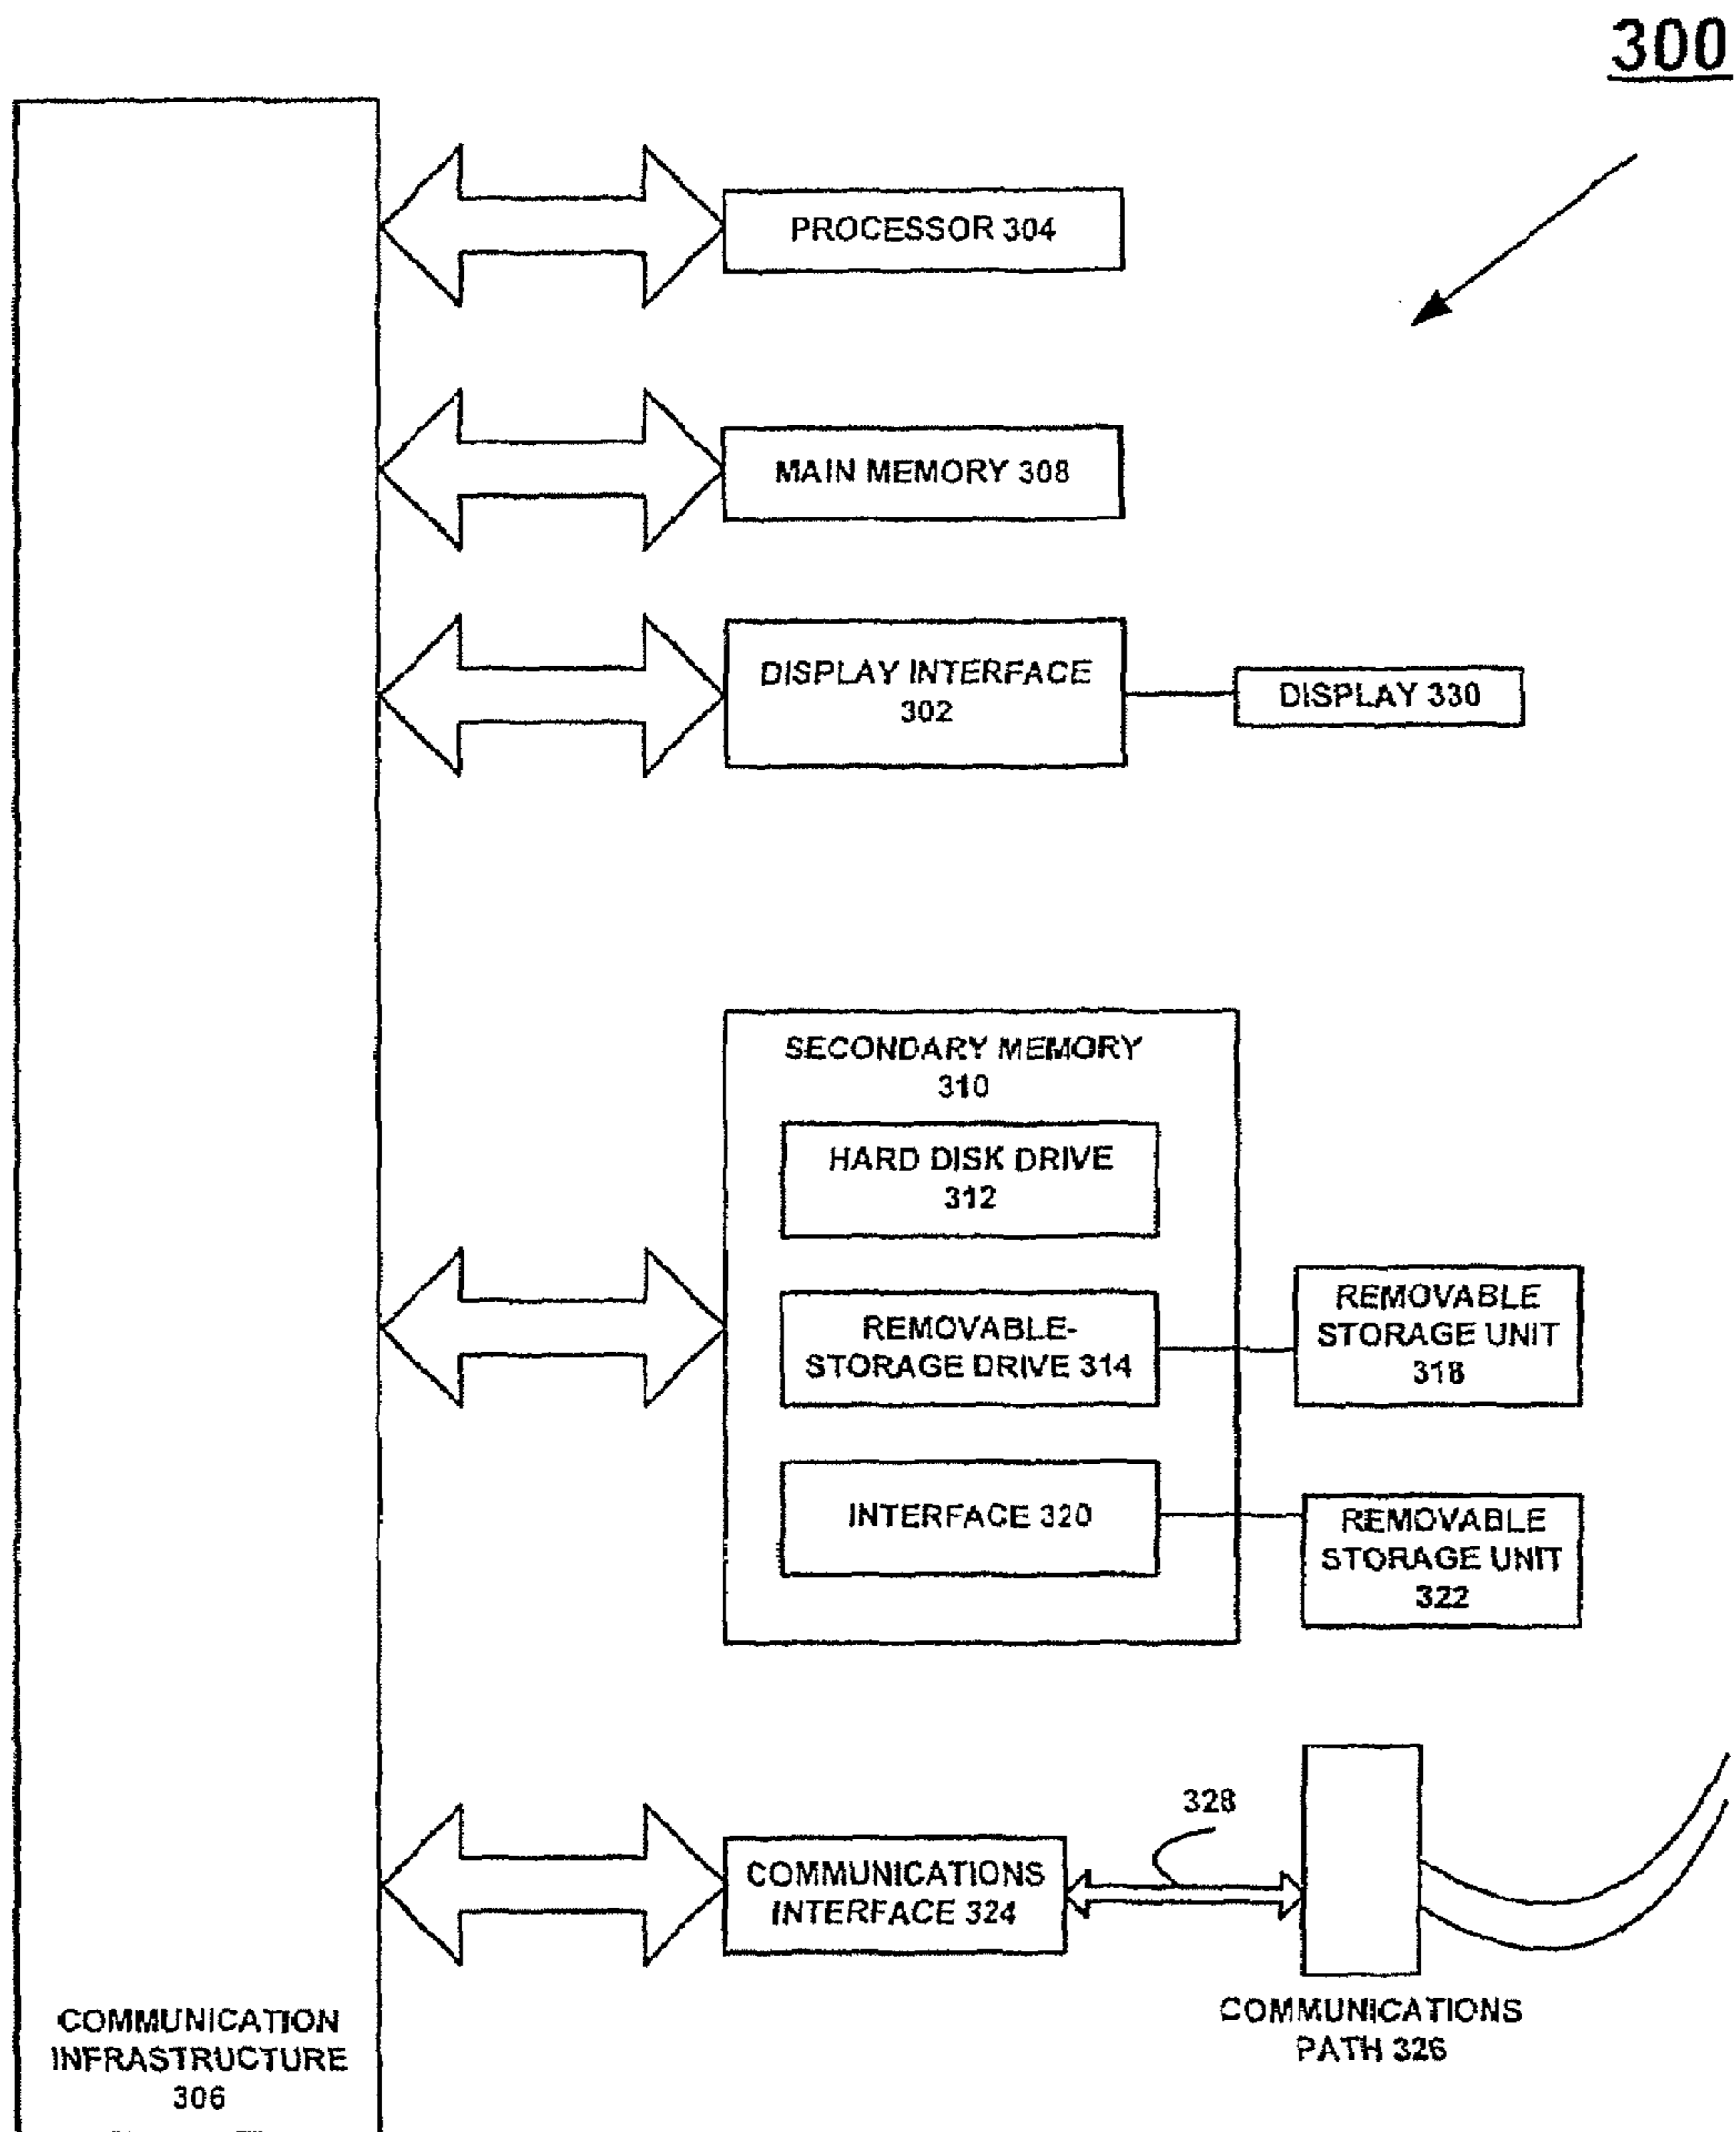 300
PROCESSOR 304
MAIN MEMORY 308
DISPLAY INTERFACE
302
DISPLAY 330
SECONDARY MEMORY
310
HARD DISK DRIVE
312
REMOVABLE-
STORAGE DRIVE 314
REMOVABLE
STORAGE UNIT
318
INTERFACE 320
REMOVABLE
STORAGE UNIT
322
328
COMMUNICATIONS
INTERFACE 324
COMMUNICATIONS
PATH 326
COMMUNICATION
INFRASTRUCTURE
306